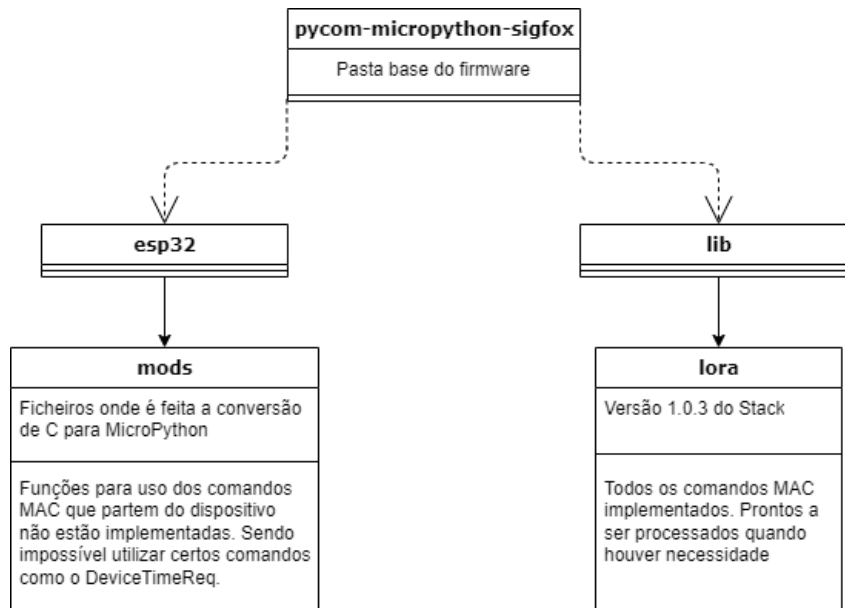 pycom-micropython-sigfox
Pasta base do firmware
esp32
lib
mods
Ficheiros onde é feita a conversão
de C para MicroPython
Funções para uso dos comandos
MAC que partem do dispositivo
não estão implementadas. Sendo
impossível utilizar certos comandos
como o DeviceTimeReq.
lora
Versão 1.0.3 do Stack
Todos os comandos MAC
implementados. Prontos a
ser processados quando
houver necessidade